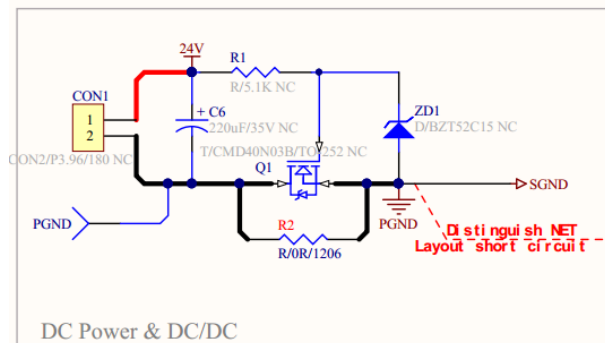 24V
R1
R/5.1K NC
CON1
1
2
CON2/P3.96/180 NC
+ C6
220uF/35V NC
T/CMD40N03B/TO-252 NC
Q1
ZD1
D/BZT52C15 NC
PGND
R2
R/0R/1206
PGND
SGND
Distinguish NET
Layout short circuit
DC Power & DC/DC